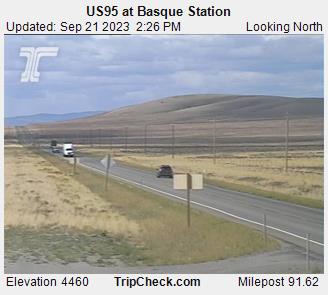 US95 at Basque Station
Updated: Sep 21 2023 2:26 PM Looking North
Elevation 4460 TripCheck.com Milepost 91.62